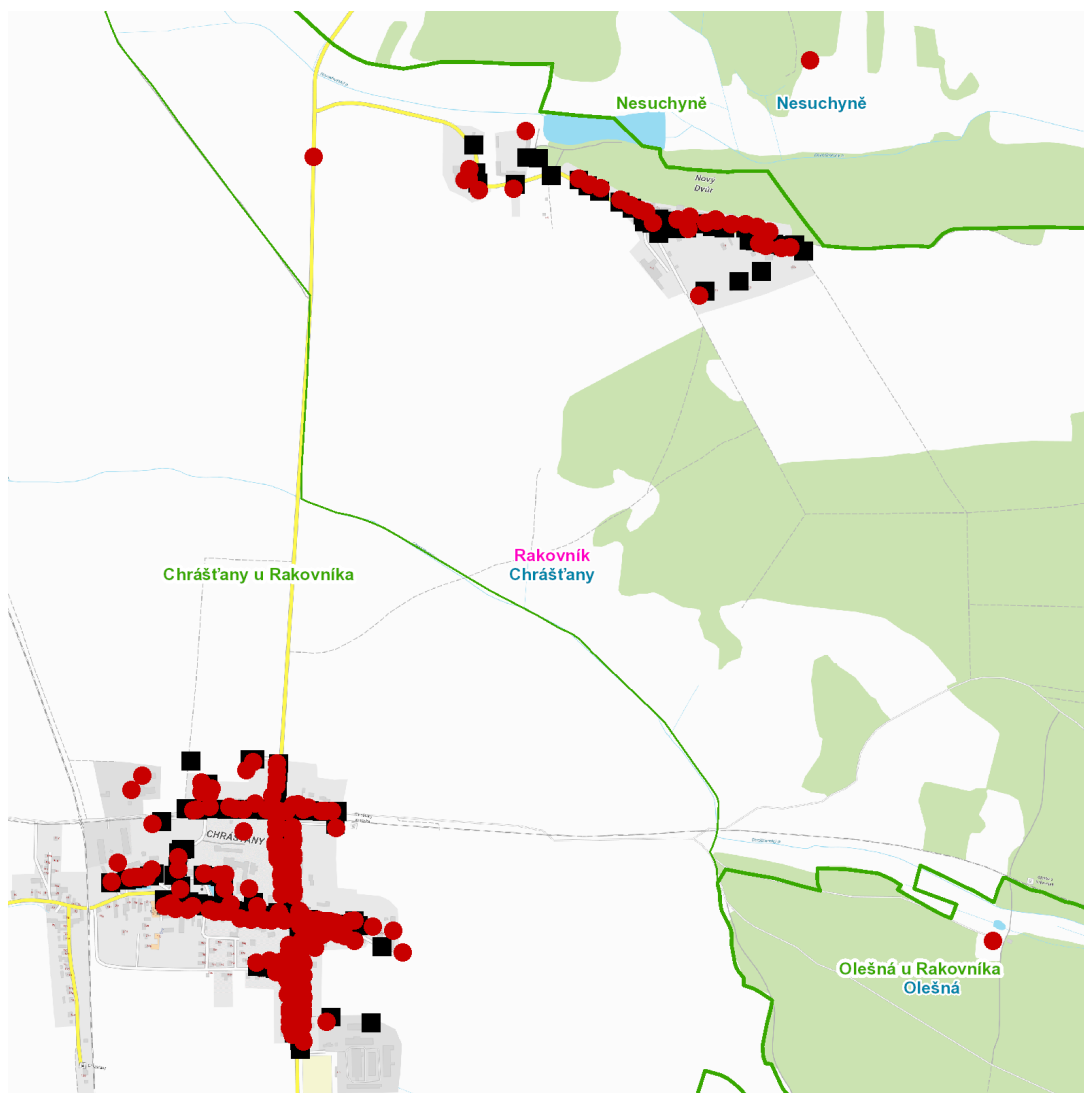 Nesuchyně
Nesuchyně
Nový
Dvůr
Rakovník
Chrášťany
Chrášťany u Rakovníka
CHRÁŠŤANY
Olešná u Rakovníka
Olešná